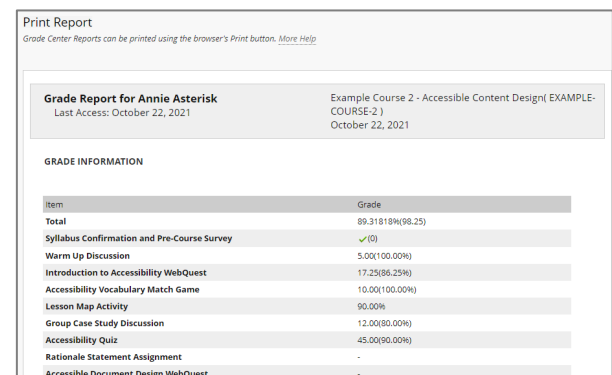 Print Report
Grade Center Reports can be printed using the browser's Print button. More Help
Grade Report for Annie Asterisk
Last Access: October 22, 2021
Example Course 2 - Accessible Content Design( EXAMPLE-
COURSE-2 )
October 22, 2021
GRADE INFORMATION
Item Grade
Total 89.31818%(98.25)
Syllabus Confirmation and Pre-Course Survey ✓(0)
Warm Up Discussion 5.00(100.00%)
Introduction to Accessibility WebQuest 17.25(86.25%)
Accessibility Vocabulary Match Game 10.00(100.00%)
Lesson Map Activity 90.00%
Group Case Study Discussion 12.00(80.00%)
Accessibility Quiz 45.00(90.00%)
Rationale Statement Assignment -
Accessible Document Design WebQuest -